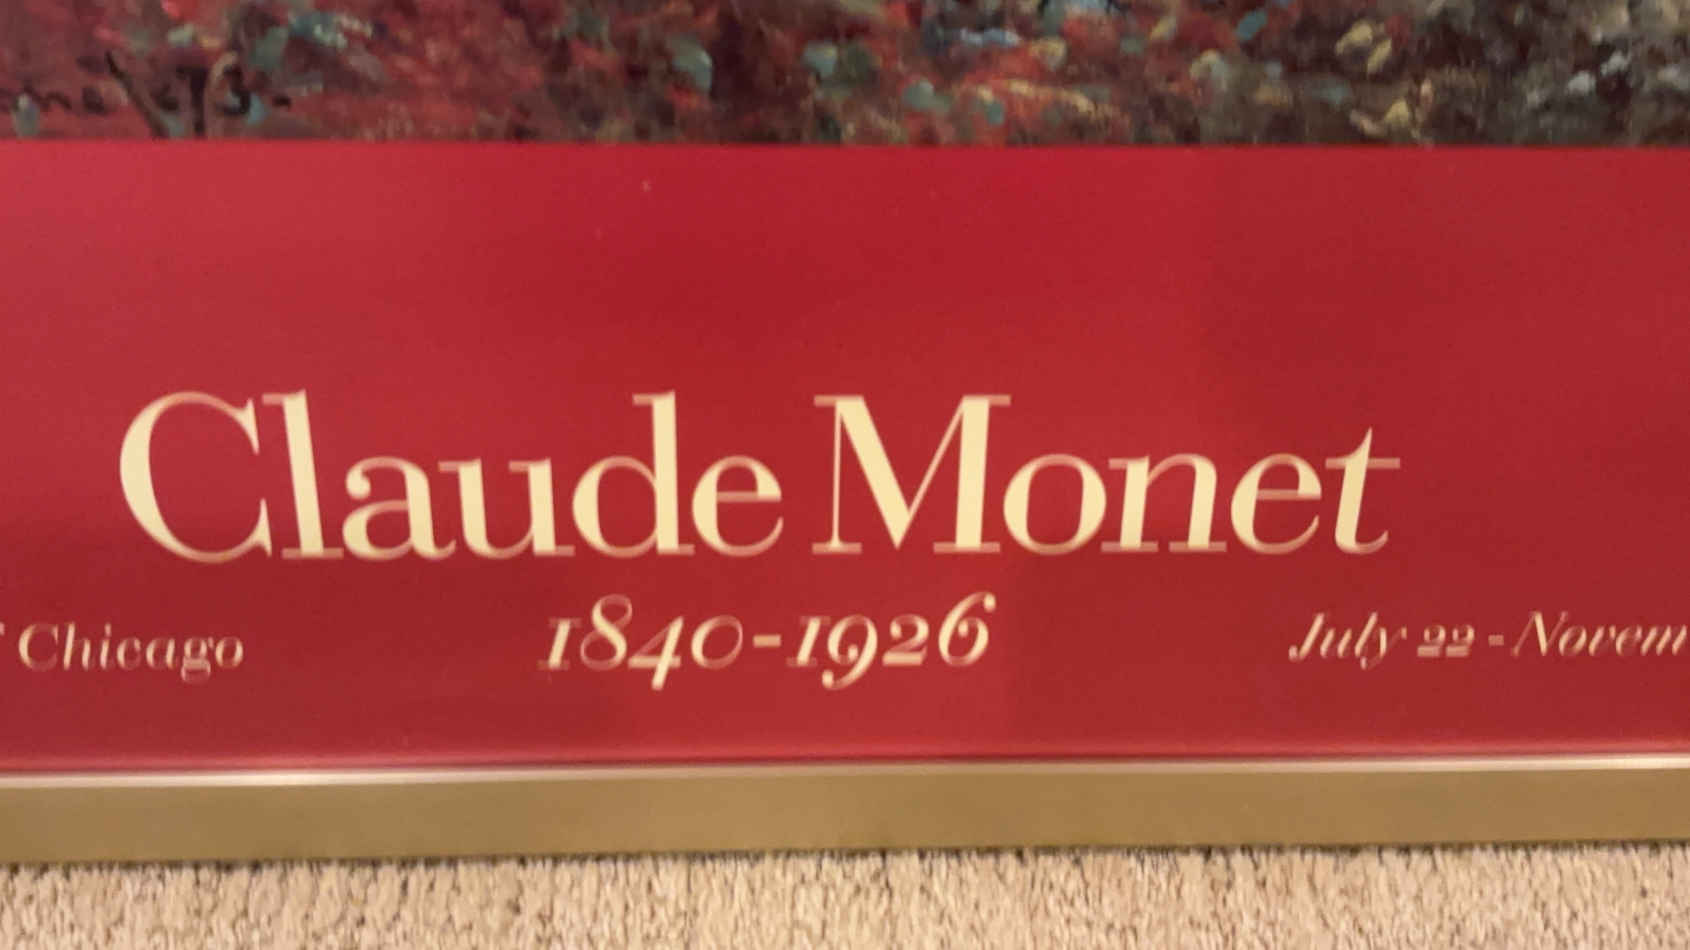 Claude Monet
Chicago
1840-1926
July 22 - Novem